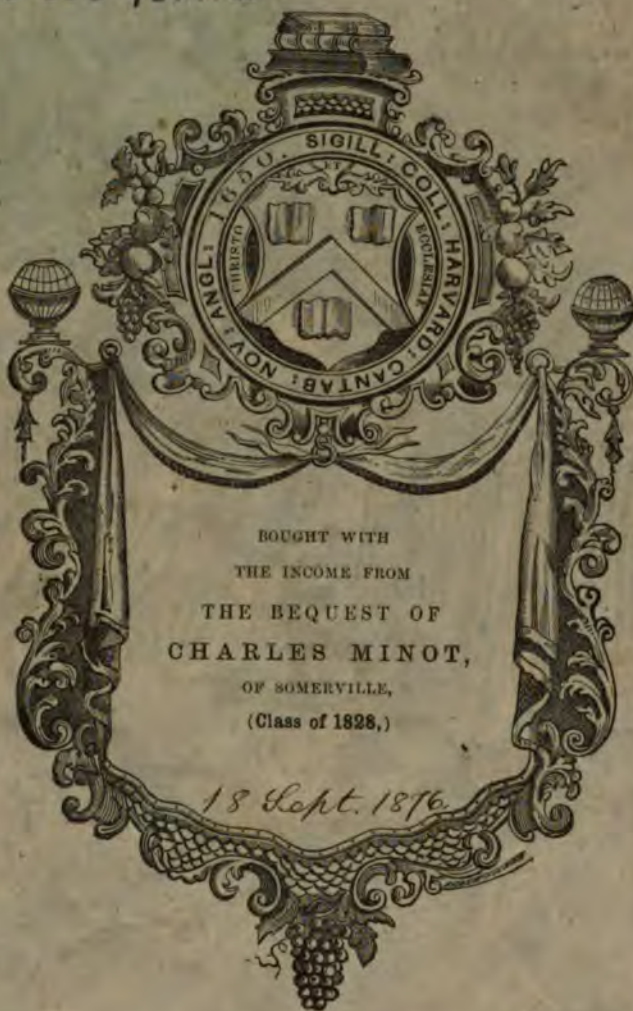 SIGILL: COLL: HARVARD: CANTAB: NOV: ANGL: 1650.
CHRISTO
ET
ECCLESIAE
BOUGHT WITH
THE INCOME FROM
THE BEQUEST OF
CHARLES MINOT,
OF SOMERVILLE,
(Class of 1828,)
18 Sept. 1876.